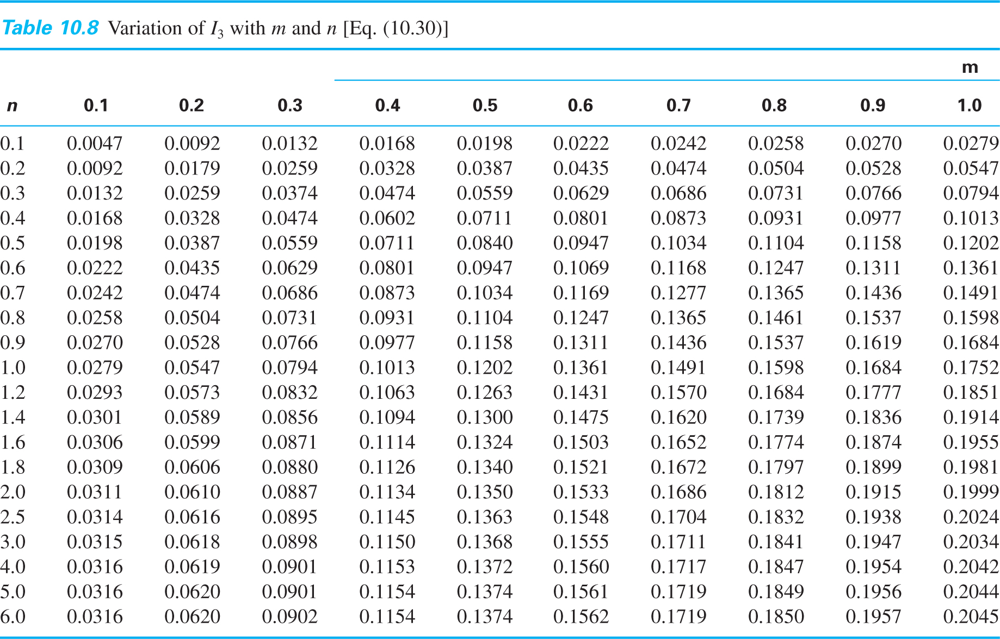 Table 10.8 Variation of I3 with m and n [Eq. (10.30)]
m
n 0.1 0.2 0.3 0.4 0.5 0.6 0.7 0.8 0.9 1.0
0.1 0.0047 0.0092 0.0132 0.0168 0.0198 0.0222 0.0242 0.0258 0.0270 0.0279
0.2 0.0092 0.0179 0.0259 0.0328 0.0387 0.0435 0.0474 0.0504 0.0528 0.0547
0.3 0.0132 0.0259 0.0374 0.0474 0.0559 0.0629 0.0686 0.0731 0.0766 0.0794
0.4 0.0168 0.0328 0.0474 0.0602 0.0711 0.0801 0.0873 0.0931 0.0977 0.1013
0.5 0.0198 0.0387 0.0559 0.0711 0.0840 0.0947 0.1034 0.1104 0.1158 0.1202
0.6 0.0222 0.0435 0.0629 0.0801 0.0947 0.1069 0.1168 0.1247 0.1311 0.1361
0.7 0.0242 0.0474 0.0686 0.0873 0.1034 0.1169 0.1277 0.1365 0.1436 0.1491
0.8 0.0258 0.0504 0.0731 0.0931 0.1104 0.1247 0.1365 0.1461 0.1537 0.1598
0.9 0.0270 0.0528 0.0766 0.0977 0.1158 0.1311 0.1436 0.1537 0.1619 0.1684
1.0 0.0279 0.0547 0.0794 0.1013 0.1202 0.1361 0.1491 0.1598 0.1684 0.1752
1.2 0.0293 0.0573 0.0832 0.1063 0.1263 0.1431 0.1570 0.1684 0.1777 0.1851
1.4 0.0301 0.0589 0.0856 0.1094 0.1300 0.1475 0.1620 0.1739 0.1836 0.1914
1.6 0.0306 0.0599 0.0871 0.1114 0.1324 0.1503 0.1652 0.1774 0.1874 0.1955
1.8 0.0309 0.0606 0.0880 0.1126 0.1340 0.1521 0.1672 0.1797 0.1899 0.1981
2.0 0.0311 0.0610 0.0887 0.1134 0.1350 0.1533 0.1686 0.1812 0.1915 0.1999
2.5 0.0314 0.0616 0.0895 0.1145 0.1363 0.1548 0.1704 0.1832 0.1938 0.2024
3.0 0.0315 0.0618 0.0898 0.1150 0.1368 0.1555 0.1711 0.1841 0.1947 0.2034
4.0 0.0316 0.0619 0.0901 0.1153 0.1372 0.1560 0.1717 0.1847 0.1954 0.2042
5.0 0.0316 0.0620 0.0901 0.1154 0.1374 0.1561 0.1719 0.1849 0.1956 0.2044
6.0 0.0316 0.0620 0.0902 0.1154 0.1374 0.1562 0.1719 0.1850 0.1957 0.2045